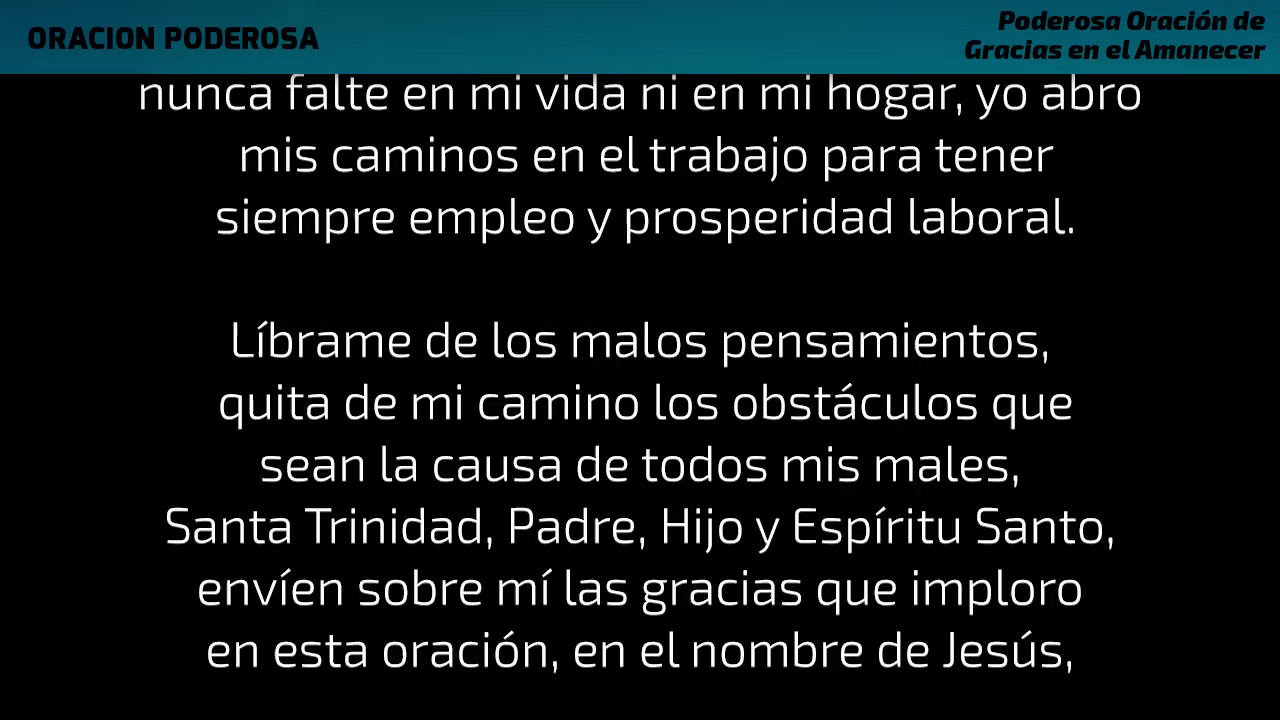 ORACION PODEROSA
Poderosa Oración de
Gracias en el Amanecer
nunca falte en mi vida ni en mi hogar, yo abro
mis caminos en el trabajo para tener
siempre empleo y prosperidad laboral.
Líbrame de los malos pensamientos,
quita de mi camino los obstáculos que
sean la causa de todos mis males,
Santa Trinidad, Padre, Hijo y Espíritu Santo,
envíen sobre mí las gracias que imploro
en esta oración, en el nombre de Jesús,